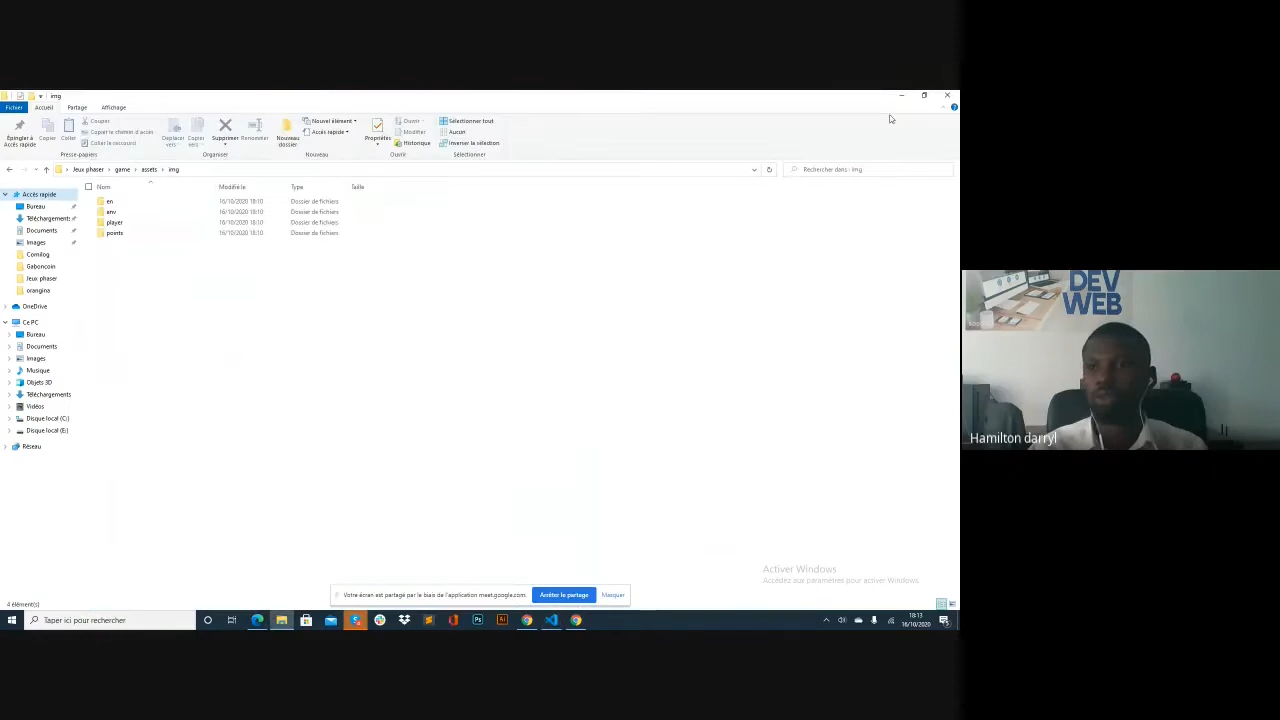 img
Fichier Accueil Partage Affichage
Épingler à Accès rapide
Copier
Coller
Couper
Copier le chemin d'accès
Coller le raccourci
Presse-papiers
Déplacer vers
Copier vers
Supprimer
Renommer
Organiser
Nouveau dossier
Nouvel élément
Accès rapide
Nouveau
Propriétés
Ouvrir
Modifier
Historique
Ouvrir
Sélectionner tout
Aucun
Inverser la sélection
Sélectionner
Jeux phaser > game > assets > img
Rechercher dans : img
Nom Modifié le Type Taille
en 16/10/2020 18:10 Dossier de fichiers
env 16/10/2020 18:10 Dossier de fichiers
player 16/10/2020 18:10 Dossier de fichiers
points 16/10/2020 18:10 Dossier de fichiers
Accès rapide
Bureau
Téléchargements
Documents
Images
Comilog
Gaboncoin
Jeux phaser
orangina
OneDrive
Ce PC
Bureau
Documents
Images
Musique
Objets 3D
Téléchargements
Vidéos
Disque local (C:)
Disque local (E:)
Réseau
4 élément(s)
Activer Windows
Accédez aux paramètres pour activer Windows.
Votre écran est partagé par le biais de l'application meet.google.com.
Arrêter le partage
Masquer
Taper ici pour rechercher
18:13
16/10/2020
DEV
WEB
Hamilton darryl